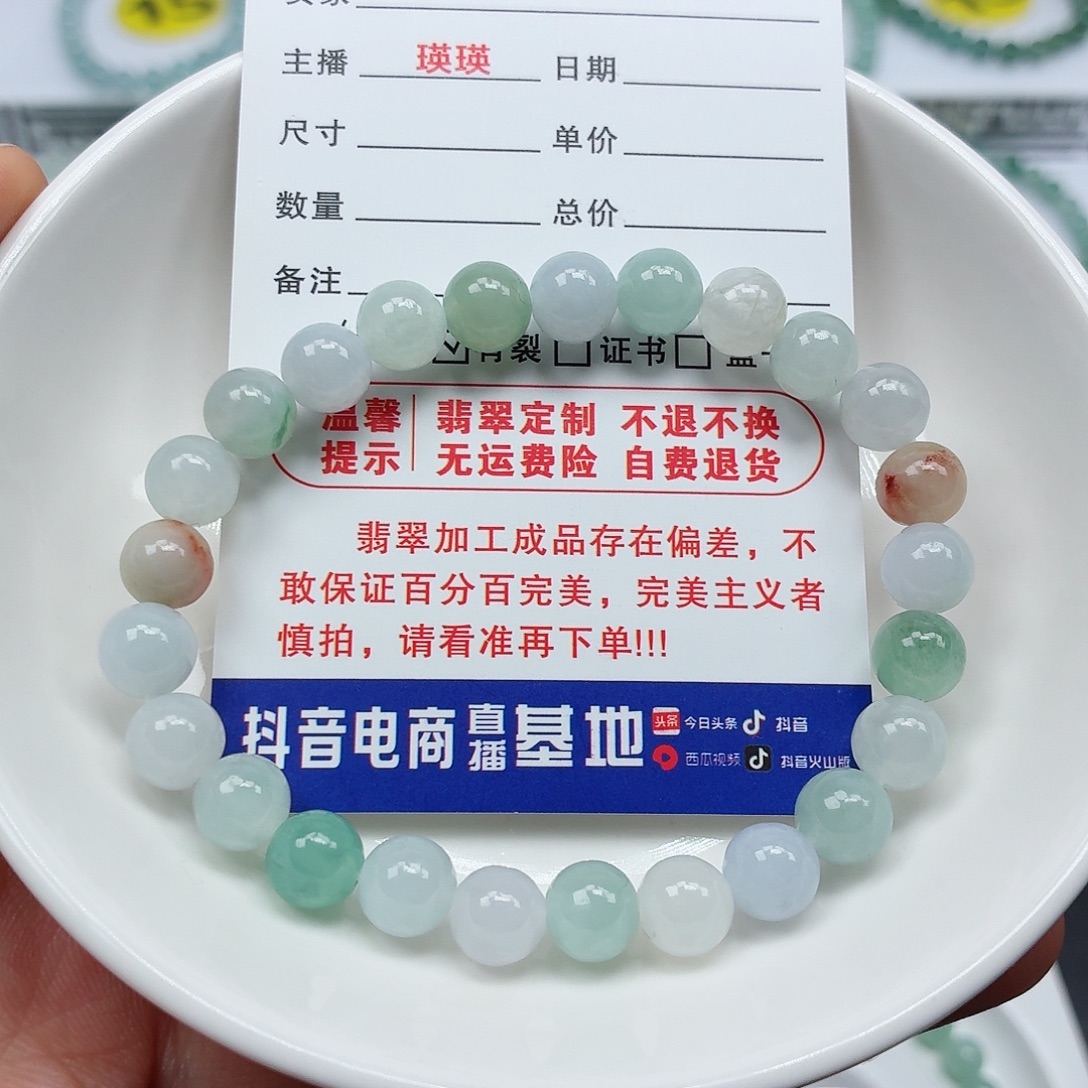 15
主播 瑛瑛 日期
尺寸 单价
数量 总价
备注
有裂 证书
温馨提示
翡翠定制 不退不换
无运费险 自费退货
翡翠加工成品存在偏差，不
敢保证百分百完美，完美主义者
慎拍，请看准再下单!!!
抖音电商直播基地
头条 今日头条 抖音
西瓜视频 抖音火山版